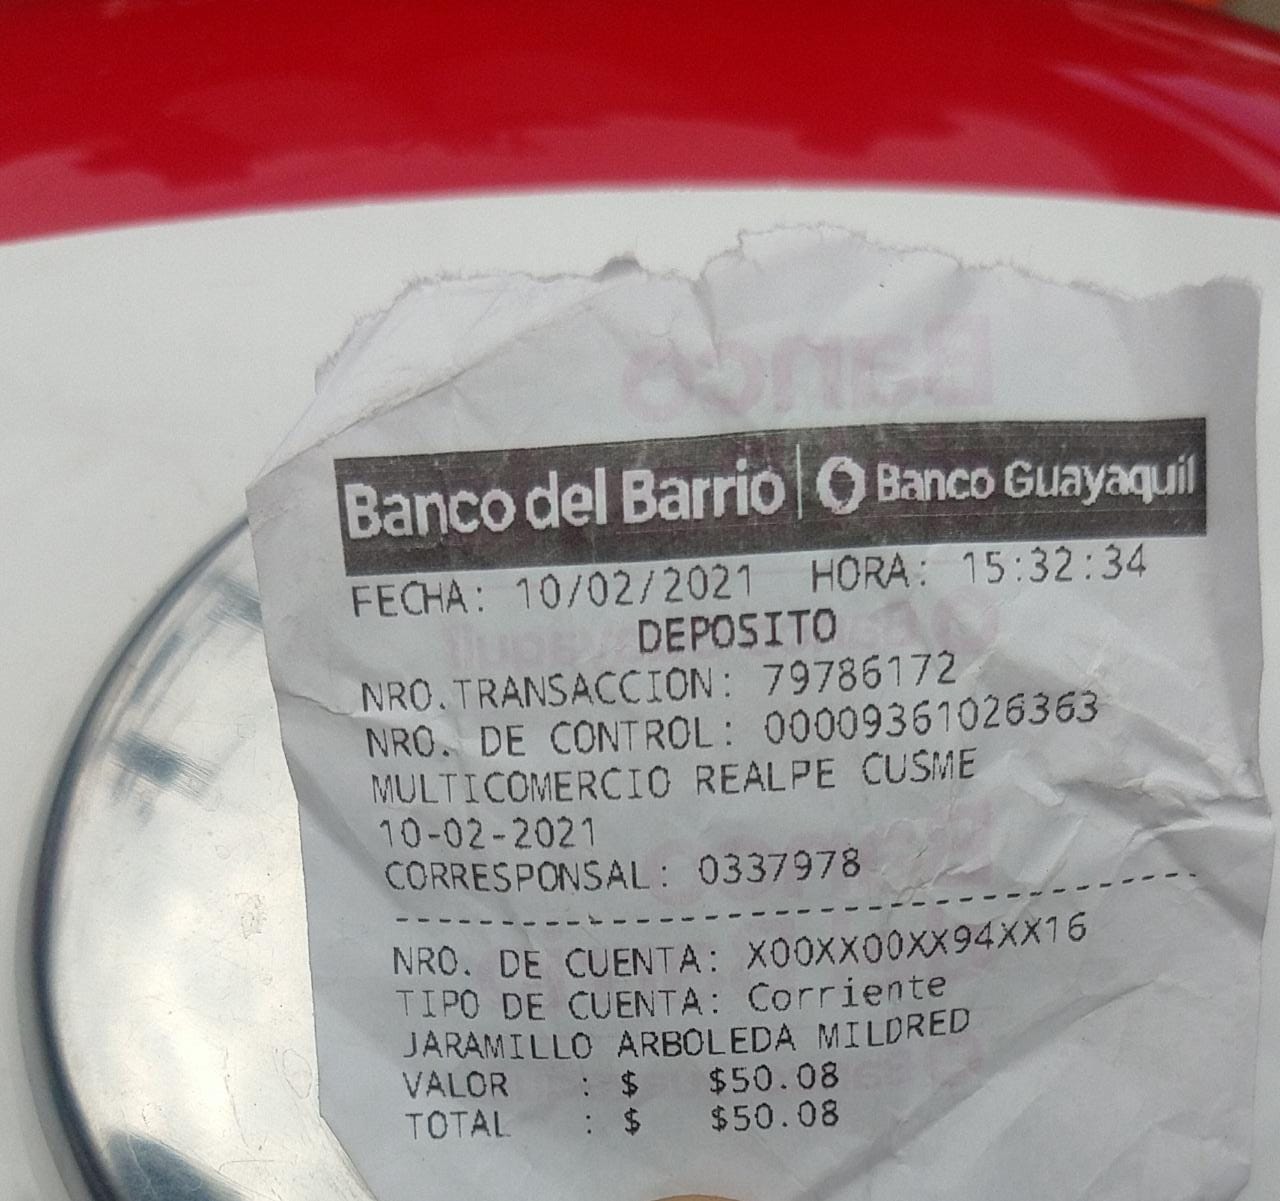 Banco del Barrio | Banco Guayaquil
FECHA: 10/02/2021 HORA: 15:32:34
DEPOSITO
NRO.TRANSACCION: 79786172
NRO. DE CONTROL: 00009361026363
MULTICOMERCIO REALPE CUSME
10-02-2021
CORRESPONSAL: 0337978
--------------------------------------
NRO. DE CUENTA: X00XX00XX94XX16
TIPO DE CUENTA: Corriente
JARAMILLO ARBOLEDA MILDRED
VALOR : $ $50.08
TOTAL : $ $50.08